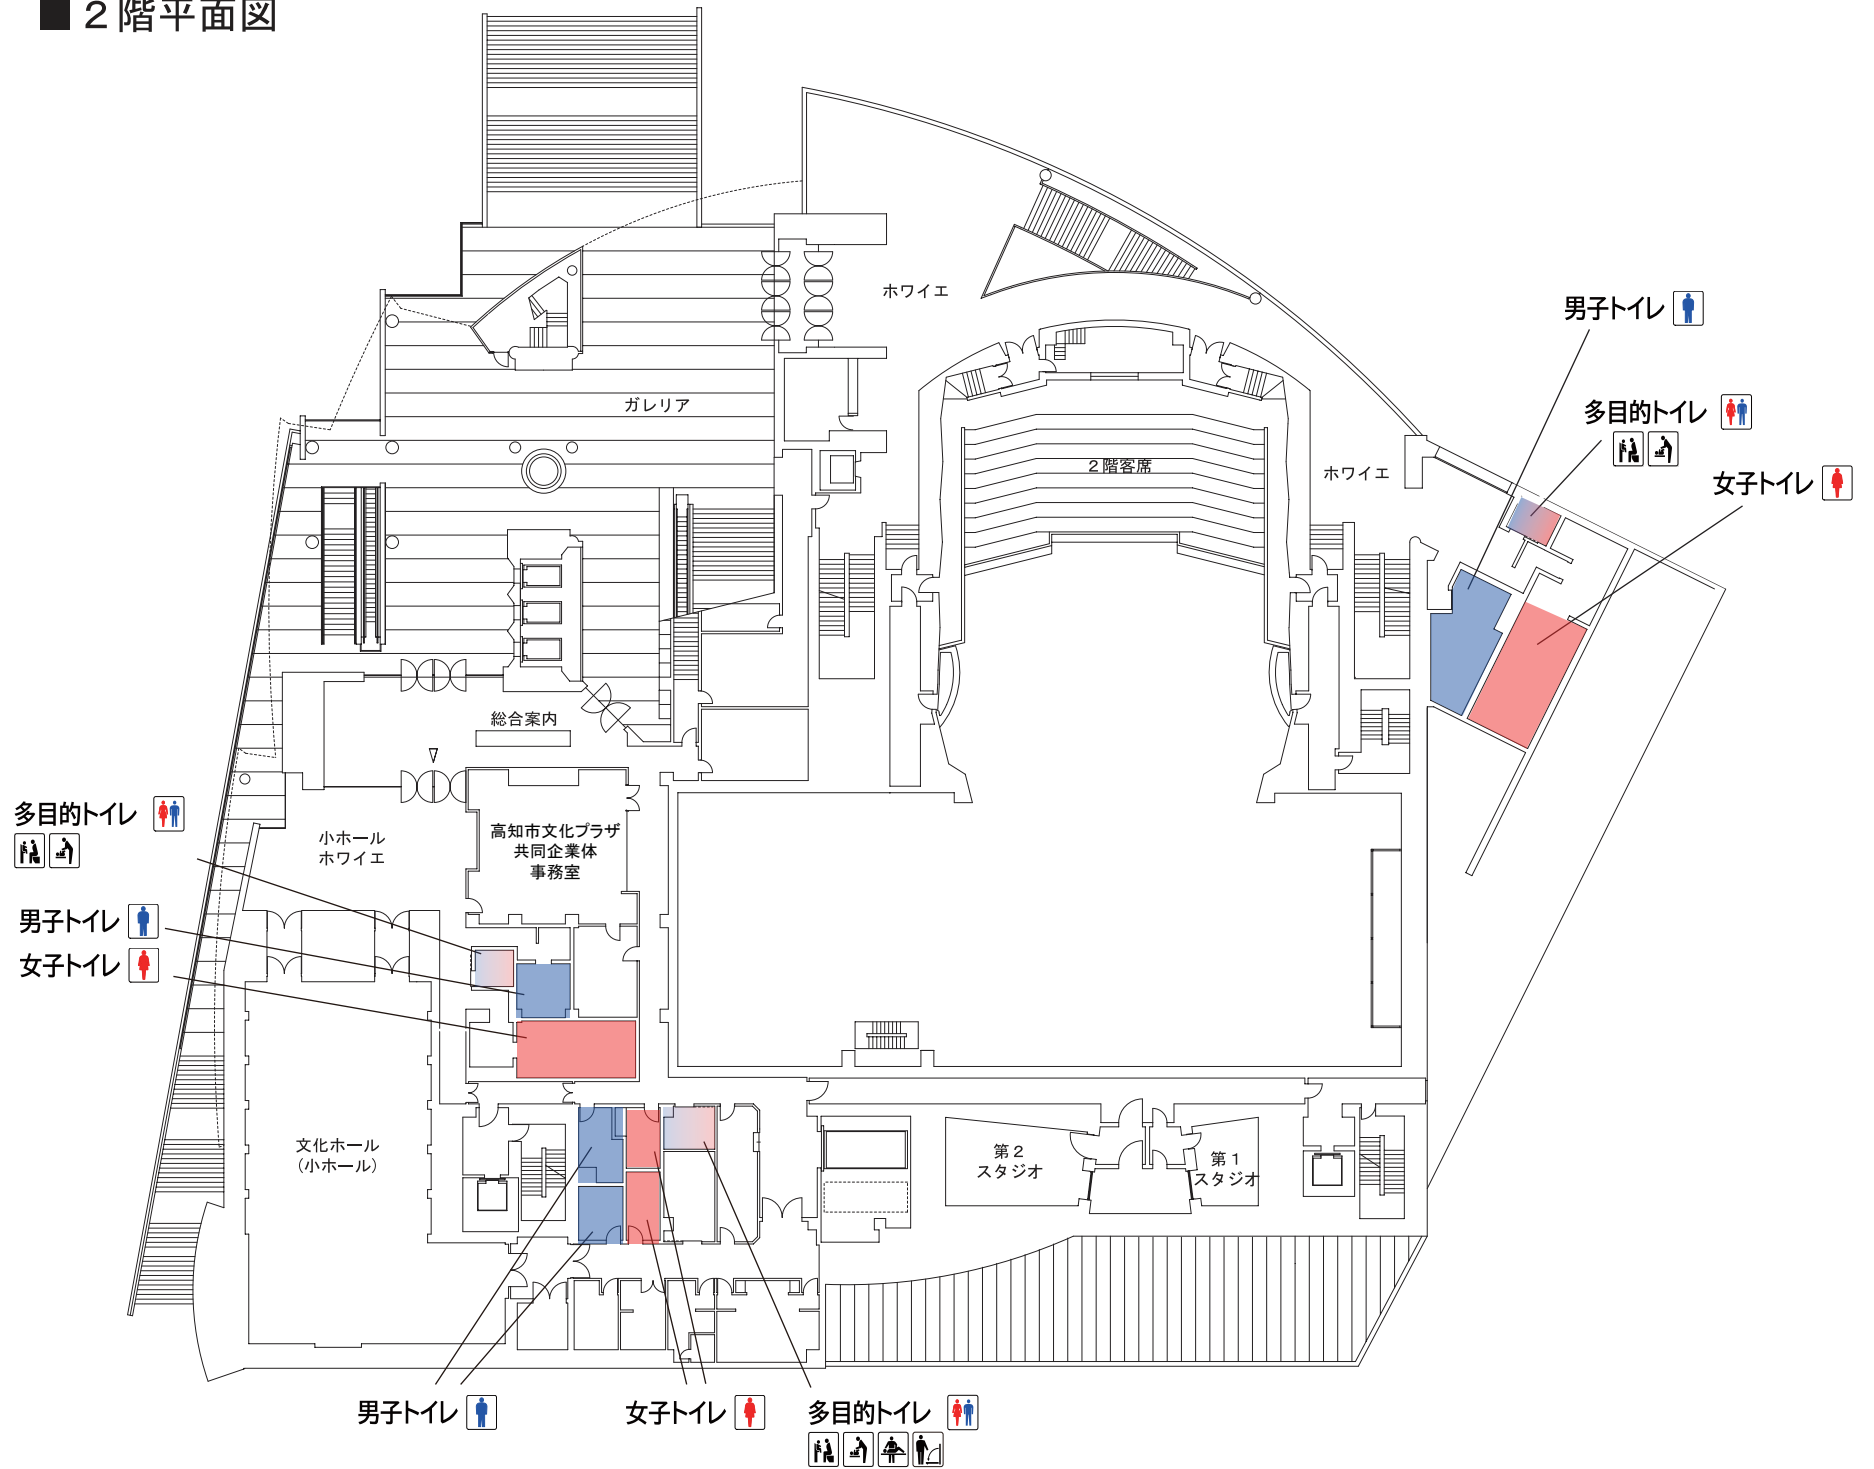 ■２階平面図
ホワイエ
男子トイレ
ガレリア
多目的トイレ
２階客席
ホワイエ
女子トイレ
総合案内
多目的トイレ
小ホール
ホワイエ
高知市文化プラザ
共同企業体
事務室
男子トイレ
女子トイレ
文化ホール
（小ホール）
第２
スタジオ
第１
スタジオ
男子トイレ
女子トイレ
多目的トイレ